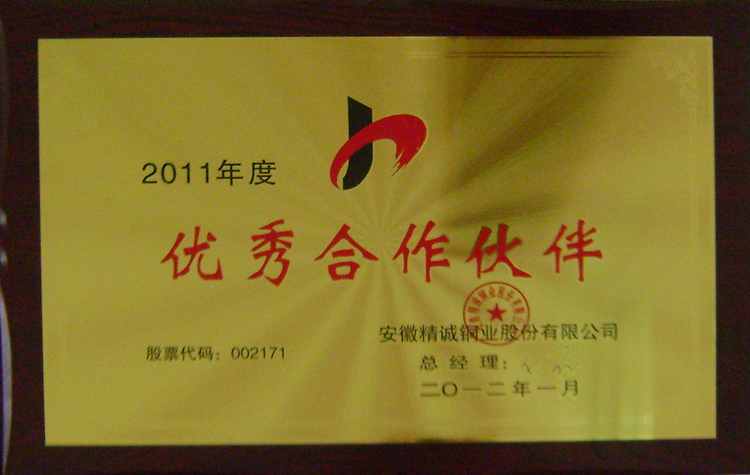 2011年度
优秀合作伙伴
安徽精诚铜业股份有限公司
股票代码：002171
总经理：
二〇一二年一月